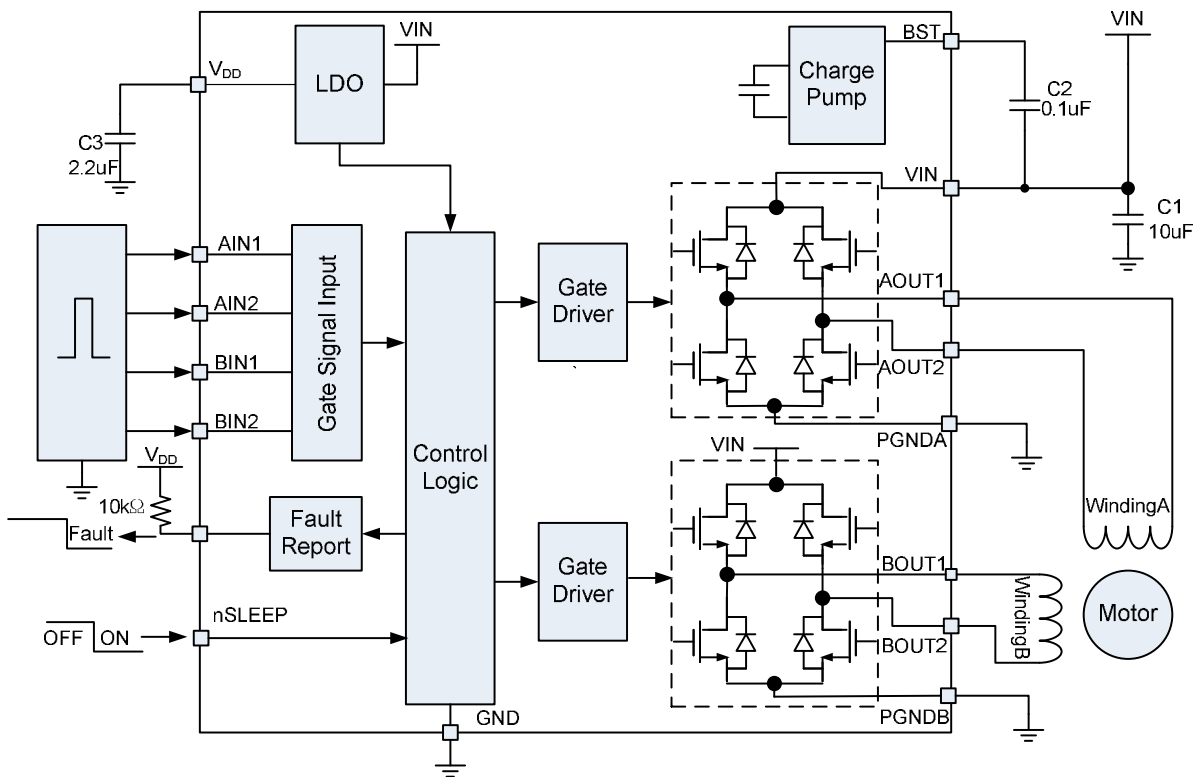 VIN
LDO
V_DD
C3
2.2uF
Charge
Pump
BST
VIN
C2
0.1uF
VIN
C1
10uF
AIN1
AIN2
BIN1
BIN2
Gate Signal Input
Control
Logic
Gate
Driver
AOUT1
AOUT2
PGNDA
VIN
V_DD
10kΩ
Fault
Fault
Report
Gate
Driver
WindingA
BOUT1
BOUT2
WindingB
Motor
PGNDB
nSLEEP
OFF
ON
GND